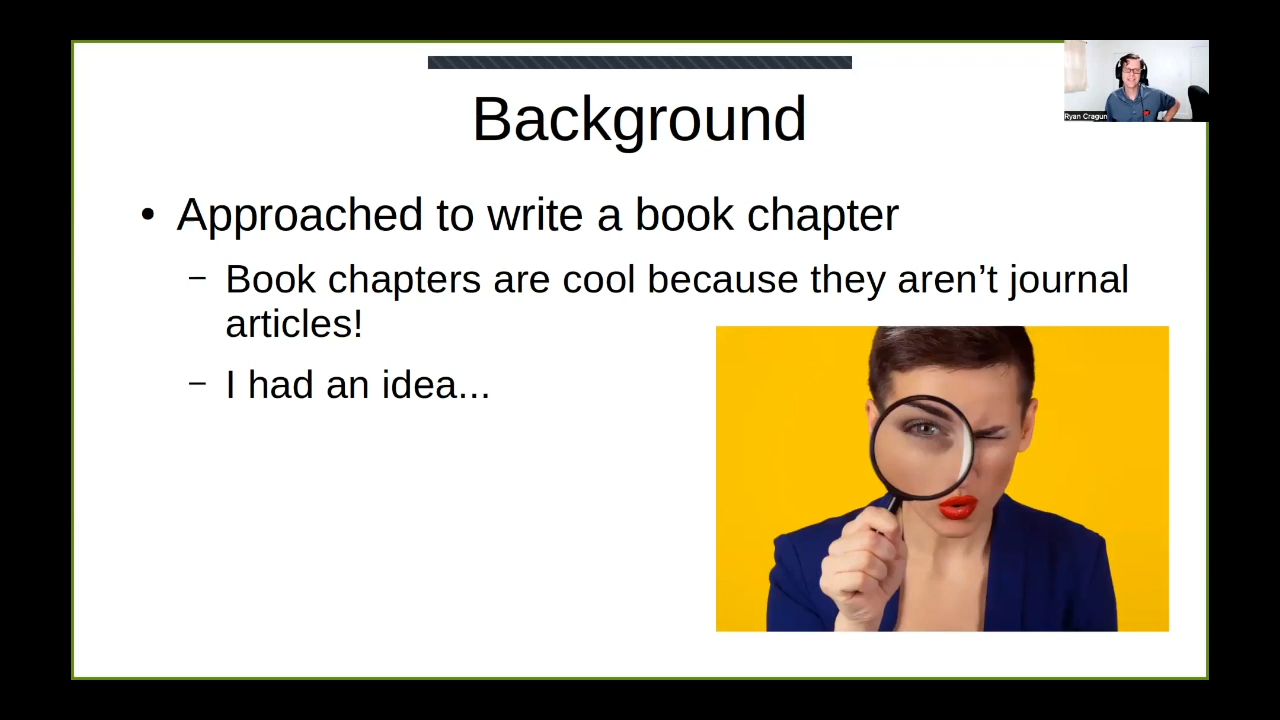 Background
Ryan Cragun
• Approached to write a book chapter
– Book chapters are cool because they aren’t journal
articles!
– I had an idea...